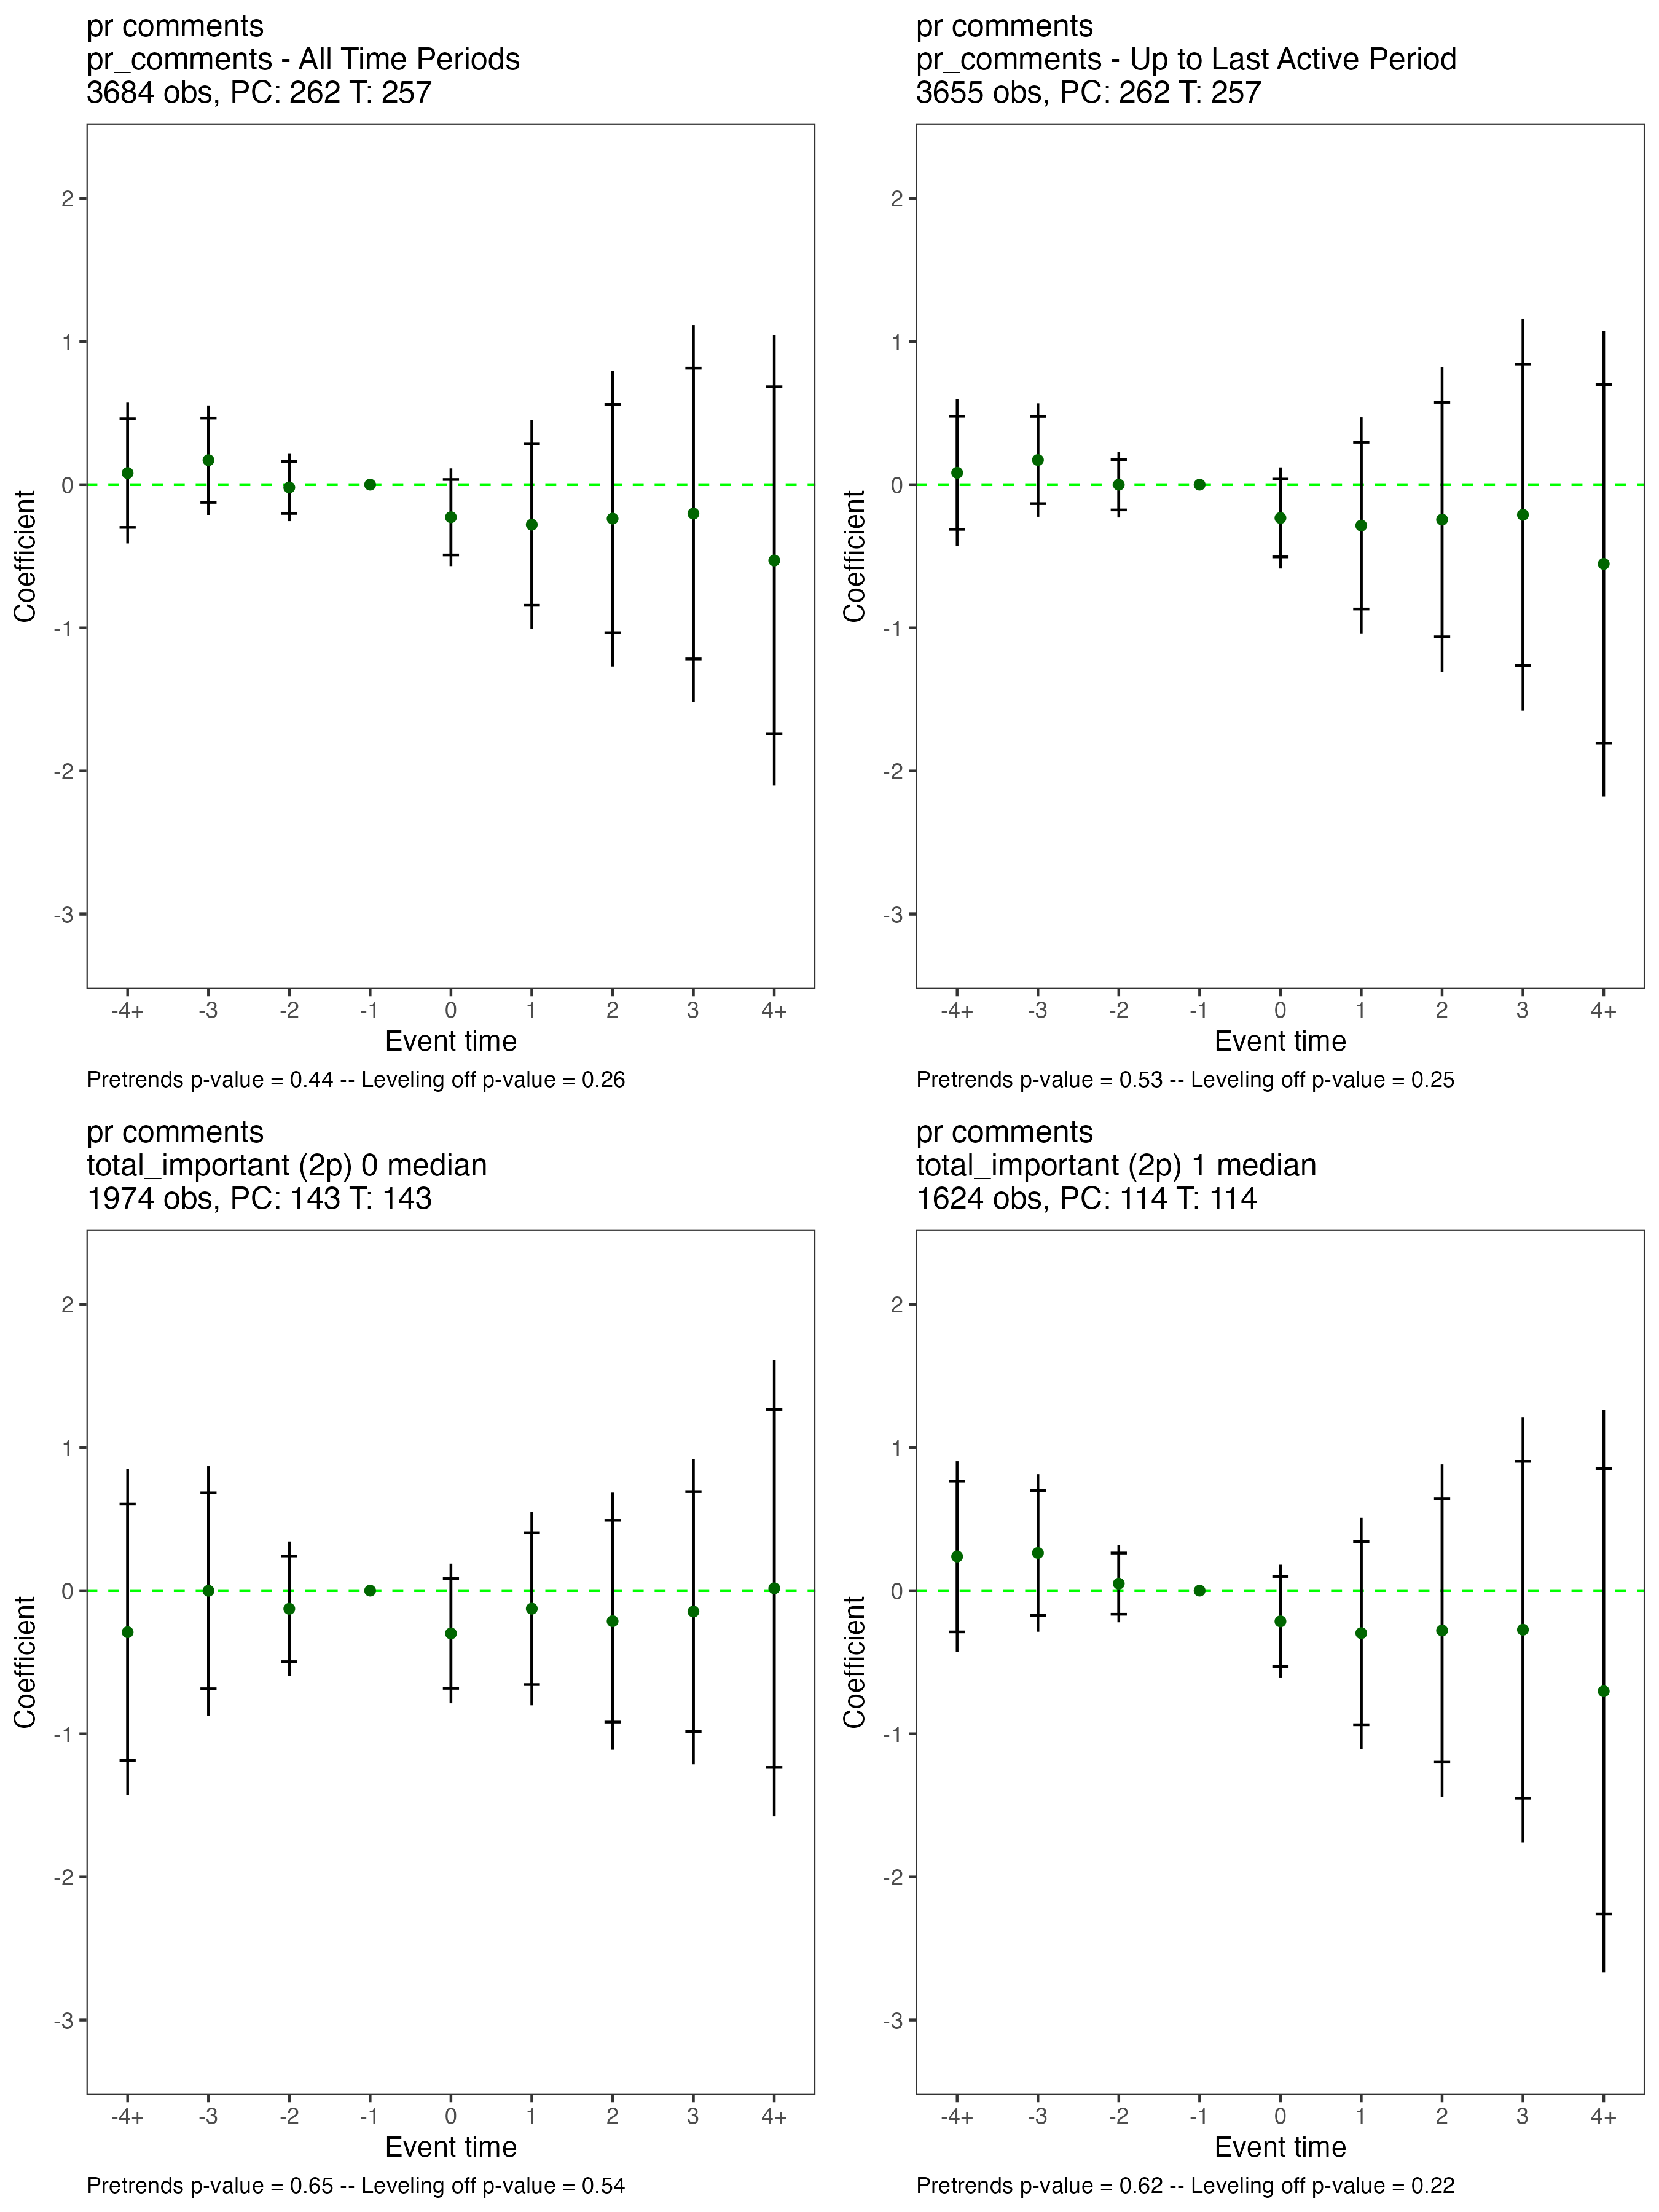 pr comments
pr_comments - All Time Periods
3684 obs, PC: 262 T: 257
2
1
0
-1
-2
-3
Coefficient
-4+ -3 -2 -1 0 1 2 3 4+
Event time
Pretrends p-value = 0.44 -- Leveling off p-value = 0.26
pr comments
pr_comments - Up to Last Active Period
3655 obs, PC: 262 T: 257
2
1
0
-1
-2
-3
Coefficient
-4+ -3 -2 -1 0 1 2 3 4+
Event time
Pretrends p-value = 0.53 -- Leveling off p-value = 0.25
pr comments
total_important (2p) 0 median
1974 obs, PC: 143 T: 143
2
1
0
-1
-2
-3
Coefficient
-4+ -3 -2 -1 0 1 2 3 4+
Event time
Pretrends p-value = 0.65 -- Leveling off p-value = 0.54
pr comments
total_important (2p) 1 median
1624 obs, PC: 114 T: 114
2
1
0
-1
-2
-3
Coefficient
-4+ -3 -2 -1 0 1 2 3 4+
Event time
Pretrends p-value = 0.62 -- Leveling off p-value = 0.22